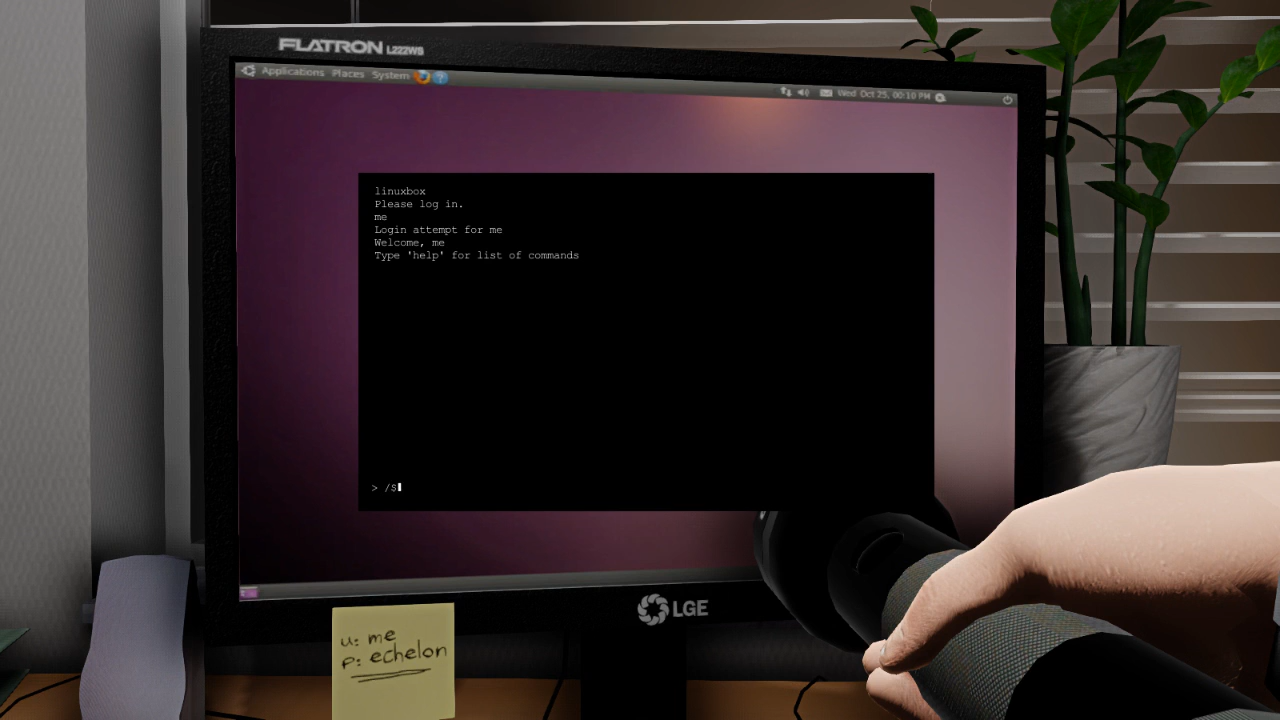 FLATRON L222WS
Applications Places System
Wed Oct 25, 00:10 PM
linuxbox
Please log in.
me
Login attempt for me
Welcome, me
Type 'help' for list of commands
> /$
LGE
u: me
p: echelon